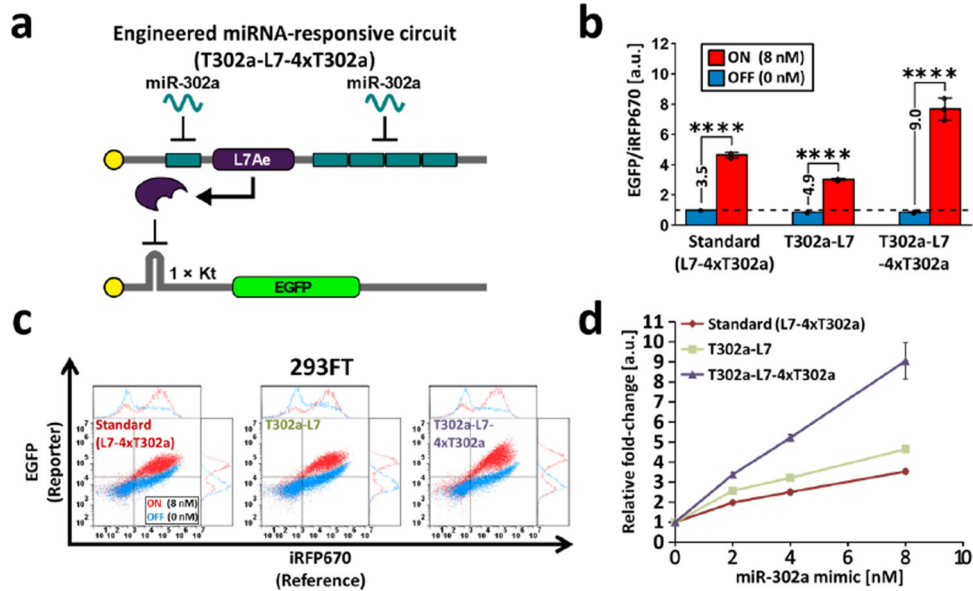 a
Engineered miRNA-responsive circuit
(T302a-L7-4xT302a)
miR-302a
miR-302a
L7Ae
1 × Kt
EGFP
b
EGFP/iRFP670 [a.u.]
12
10
8
6
4
2
0
ON (8 nM)
OFF (0 nM)
****
3.5
****
4.9
****
9.0
Standard
(L7-4xT302a)
T302a-L7
T302a-L7
-4xT302a
c
293FT
EGFP
(Reporter)
Standard
(L7-4xT302a)
T302a-L7
T302a-L7-
4xT302a
ON (8 nM)
OFF (0 nM)
iRFP670
(Reference)
d
Relative fold-change [a.u.]
11
10
9
8
7
6
5
4
3
2
1
0
Standard (L7-4xT302a)
T302a-L7
T302a-L7-4xT302a
0 2 4 6 8 10
miR-302a mimic [nM]